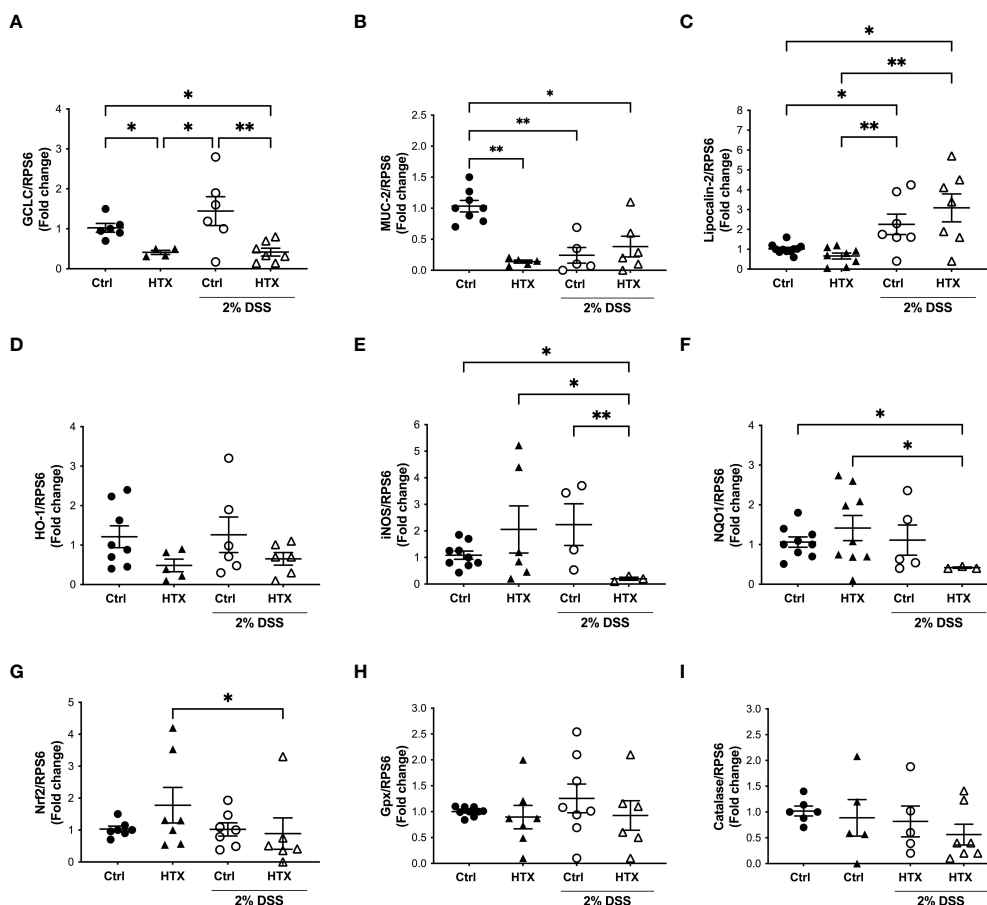 A
GCLC/RPS6
(Fold change)
4
3
2
1
0
*
* * **
Ctrl HTX Ctrl HTX
2% DSS
B
MUC-2/RPS6
(Fold change)
2.5
2.0
1.5
1.0
0.5
0.0
*
**
**
Ctrl HTX Ctrl HTX
2% DSS
C
Lipocalin-2/RPS6
(Fold change)
8
7
6
5
4
3
2
1
0
*
**
*
**
Ctrl HTX Ctrl HTX
2% DSS
D
HO-1/RPS6
(Fold change)
4
3
2
1
0
Ctrl HTX Ctrl HTX
2% DSS
E
iNOS/RPS6
(Fold change)
6
5
4
3
2
1
0
*
*
**
Ctrl HTX Ctrl HTX
2% DSS
F
NQO1/RPS6
(Fold change)
4
3
2
1
0
*
*
Ctrl HTX Ctrl HTX
2% DSS
G
Nrf2/RPS6
(Fold change)
5
4
3
2
1
0
*
Ctrl HTX Ctrl HTX
2% DSS
H
Gpx/RPS6
(Fold change)
3.0
2.5
2.0
1.5
1.0
0.5
0.0
Ctrl HTX Ctrl HTX
2% DSS
I
Catalase/RPS6
(Fold change)
3.0
2.5
2.0
1.5
1.0
0.5
0.0
Ctrl Ctrl HTX HTX
2% DSS